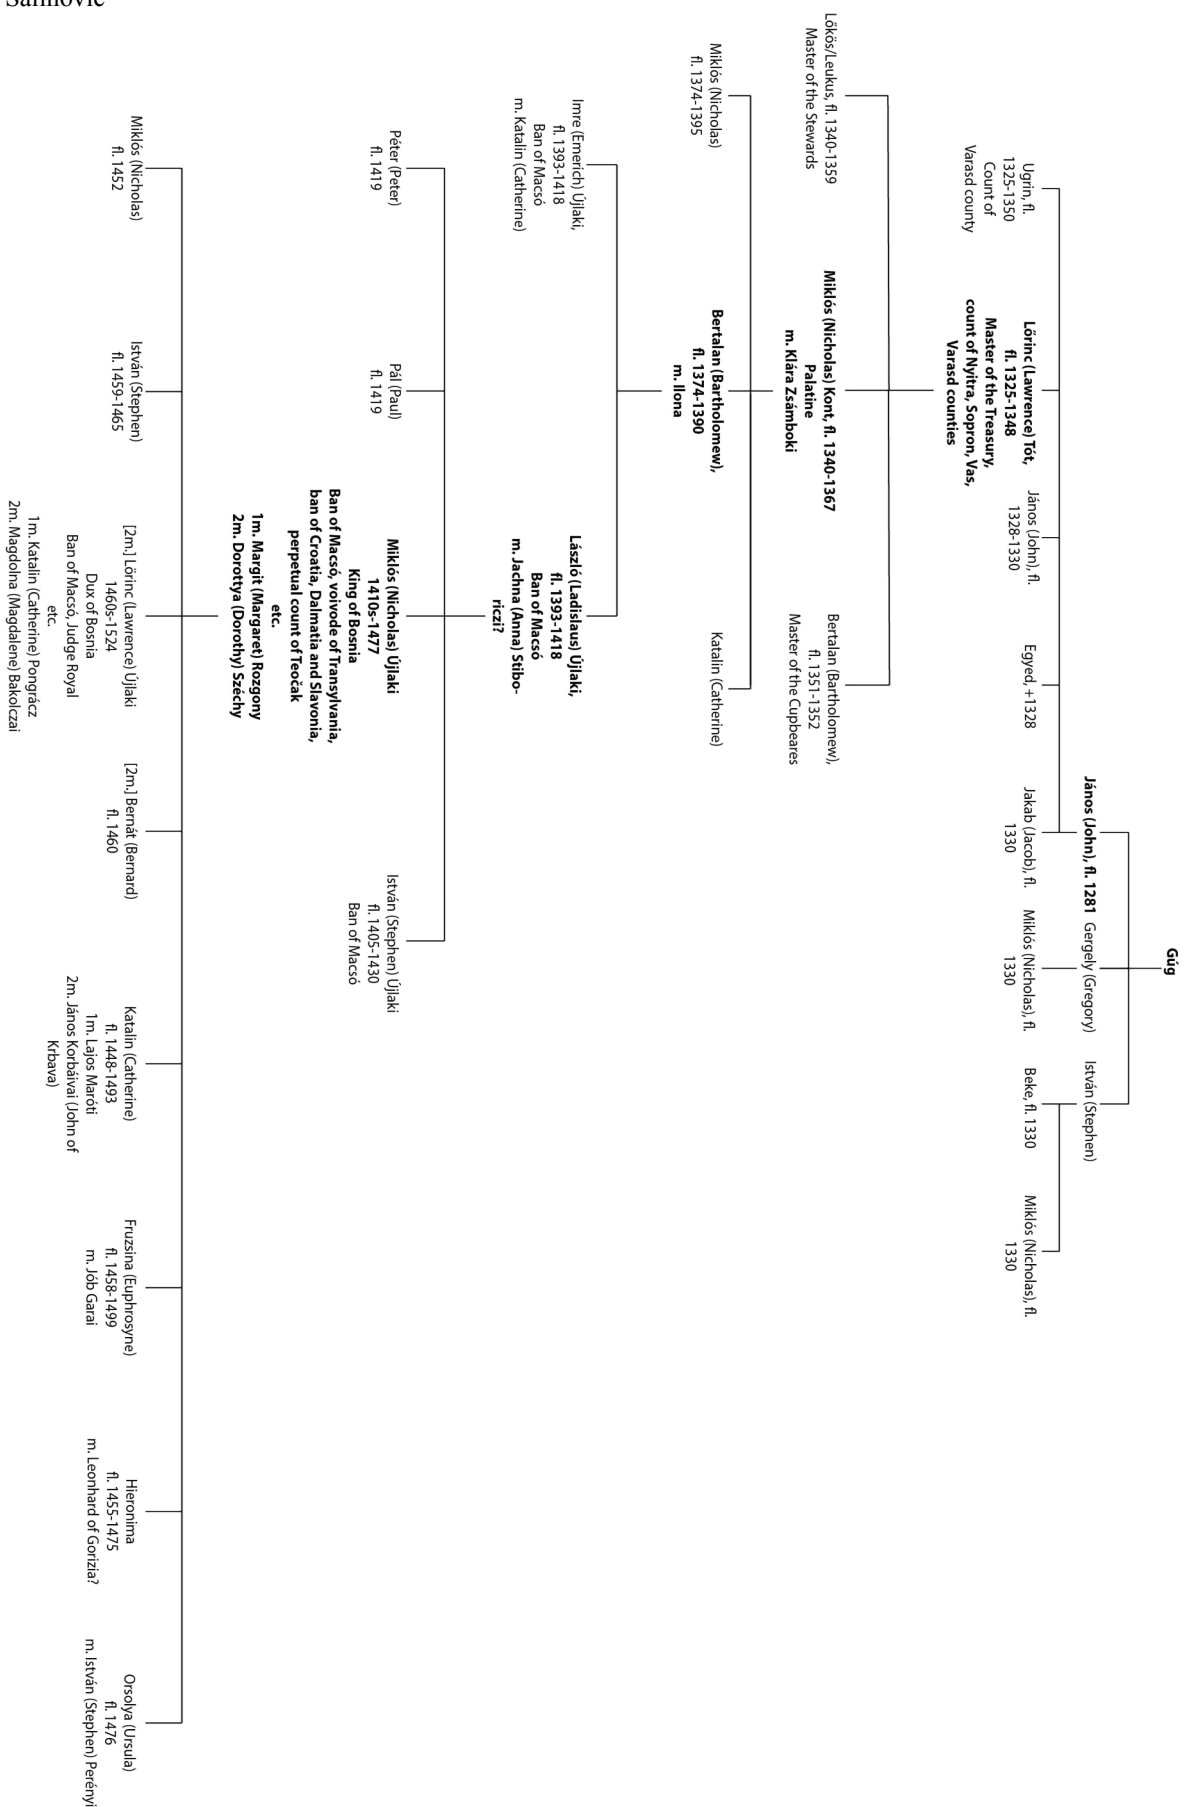 Gúg
János (John), fl. 1281
Gergely (Gregory)
István (Stephen)
Ugrin, fl.
1325-1350
Count of
Varasd county
Lőrinc (Lawrence) Tót,
fl. 1325-1348
Master of the Treasury,
count of Nyitra, Sopron, Vas,
Varasd counties
János (John), fl.
1328-1330
Egyed, +1328
Jakab (Jacob), fl.
1330
Miklós (Nicholas), fl.
1330
Beke, fl. 1330
Miklós (Nicholas), fl.
1330
Lőkös/Leukus, fl. 1340-1359
Master of the Stewards
Miklós (Nicholas) Kont, fl. 1340-1367
Palatine
m. Klára Zsámboki
Bertalan (Bartholomew),
fl. 1351-1352
Master of the Cupbeares
Miklós (Nicholas)
fl. 1374-1395
Bertalan (Bartholomew),
fl. 1374-1390
m. Ilona
Katalin (Catherine)
Imre (Emerich) Újlaki,
fl. 1393-1418
Ban of Macsó
m. Katalin (Catherine)
László (Ladislaus) Újlaki,
fl. 1393-1418
Ban of Macsó
m. Jachna (Anna) Stibo-
riczi?
Péter (Peter)
fl. 1419
Pál (Paul)
fl. 1419
Miklós (Nicholas) Újlaki
1410s-1477
King of Bosnia
Ban of Macsó, voivode of Transylvania,
ban of Croatia, Dalmatia and Slavonia,
perpetual count of Teočak
etc.
1m. Margit (Margaret) Rozgony
2m. Dorottya (Dorothy) Széchy
István (Stephen) Újlaki
fl. 1405-1430
Ban of Macsó
Miklós (Nicholas)
fl. 1452
István (Stephen)
fl. 1459-1465
[2m.] Lőrinc (Lawrence) Újlaki
1460s-1524
Dux of Bosnia
Ban of Macsó, Judge Royal
etc.
1m. Katalin (Catherine) Pongrácz
2m. Magdolna (Magdalene) Bakolczai
[2m.] Bernát (Bernard)
fl. 1460
Katalin (Catherine)
fl. 1448-1493
1m. Lajos Maróti
2m. János Korbáivai (John of
Krbava)
Fruzsina (Euphrosyne)
fl. 1458-1499
m. Jób Garai
Hieronima
fl. 1455-1475
m. Leonhard of Gorizia?
Orsolya (Ursula)
fl. 1476
m. István (Stephen) Perényi